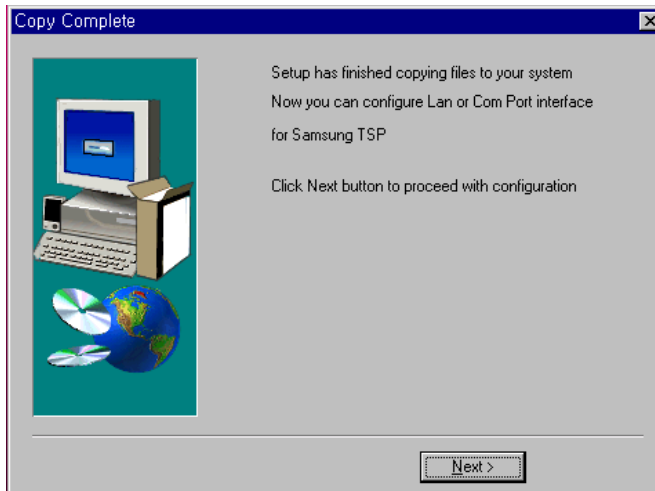 Copy Complete
Setup has finished copying files to your system
Now you can configure Lan or Com Port interface
for Samsung TSP
Click Next button to proceed with configuration
Next >